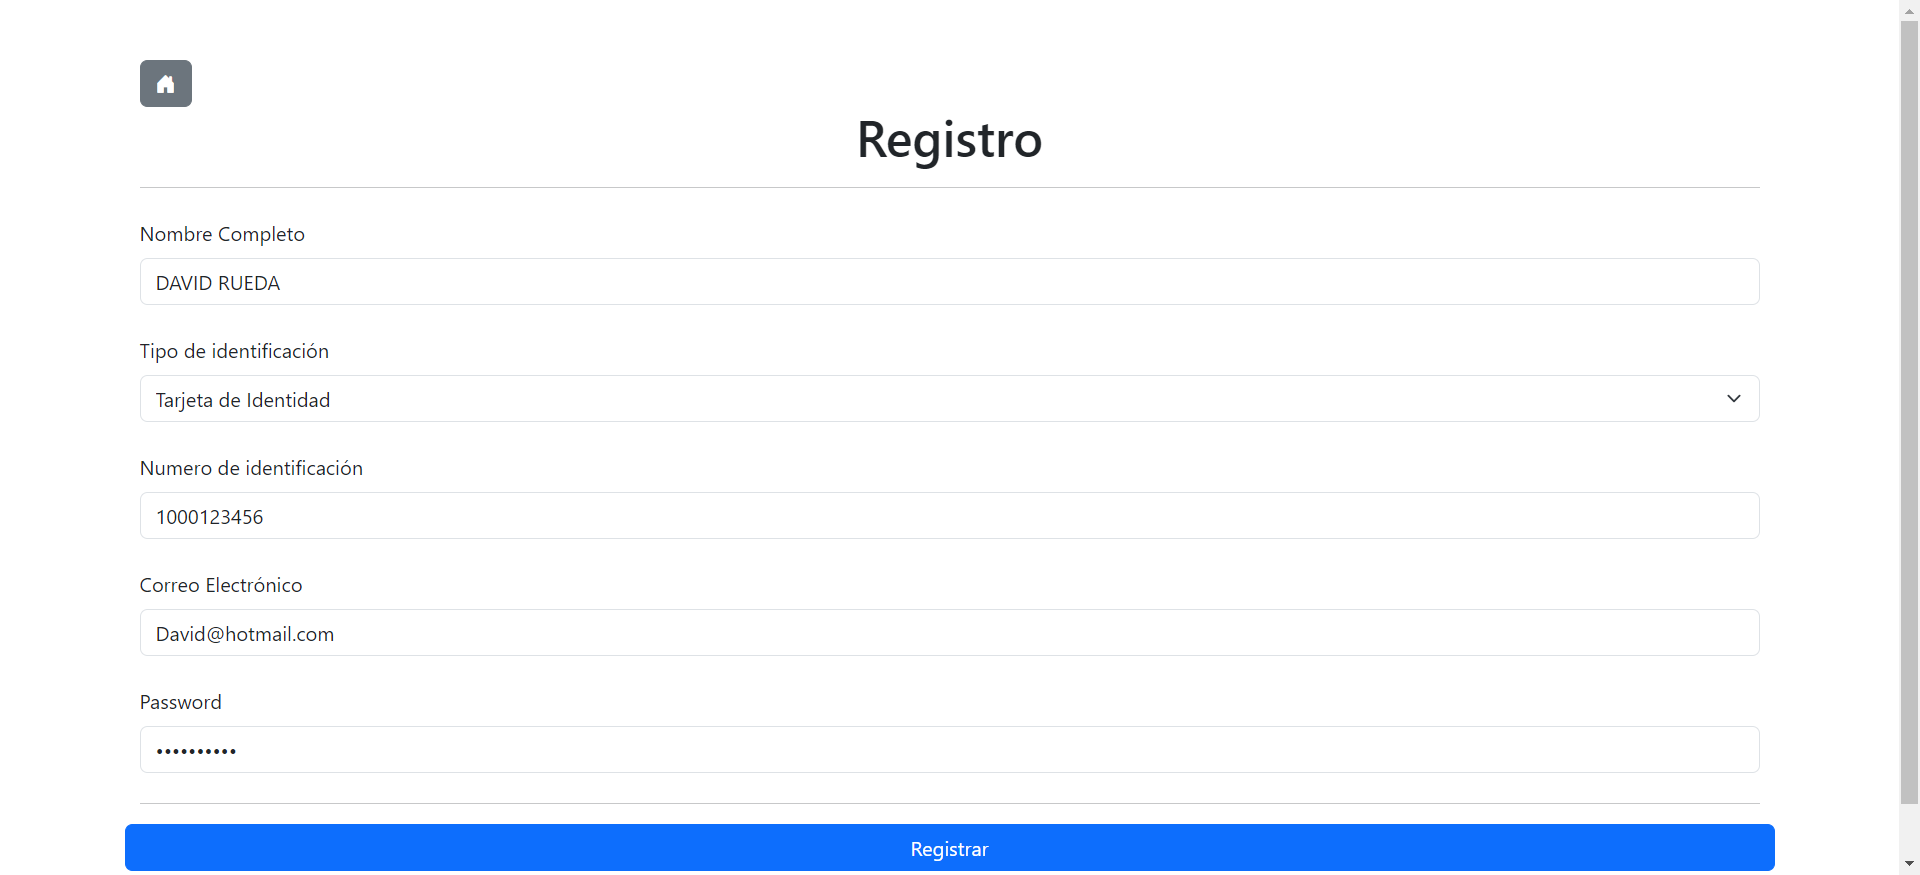 Registro
Nombre Completo
DAVID RUEDA
Tipo de identificación
Tarjeta de Identidad
Numero de identificación
1000123456
Correo Electrónico
David@hotmail.com
Password
••••••••••
Registrar